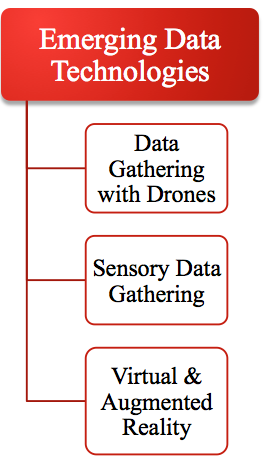 Emerging Data
Technologies
Data
Gathering
with Drones
Sensory Data
Gathering
Virtual &
Augmented
Reality